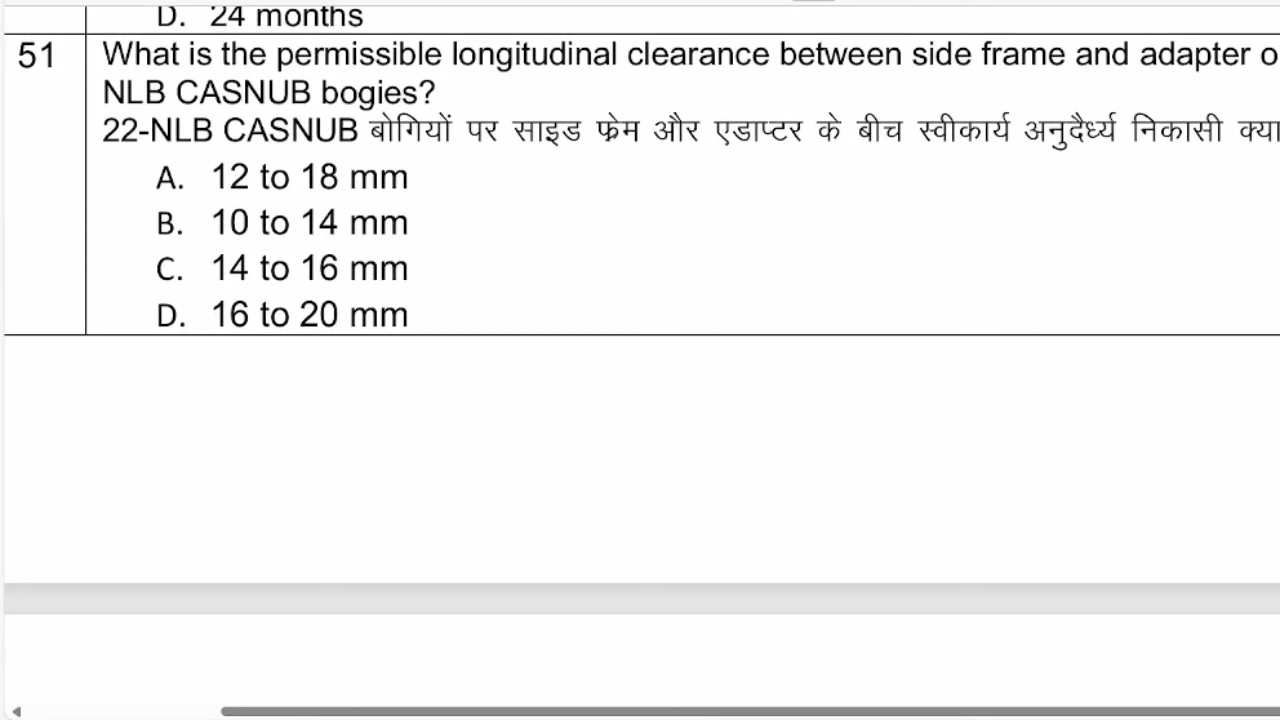 D. 24 months
51 What is the permissible longitudinal clearance between side frame and adapter o
NLB CASNUB bogies?
22-NLB CASNUB बोगियों पर साइड फ्रेम और एडाप्टर के बीच स्वीकार्य अनुदैर्ध्य निकासी क्या
A. 12 to 18 mm
B. 10 to 14 mm
C. 14 to 16 mm
D. 16 to 20 mm